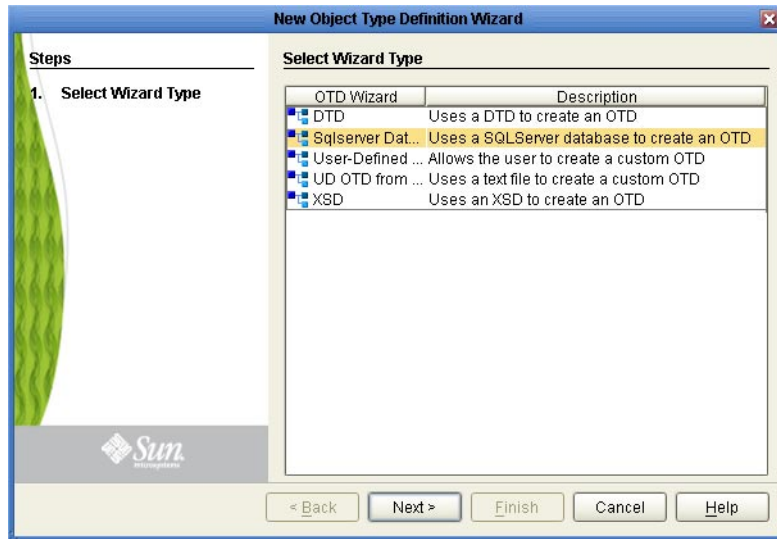 New Object Type Definition Wizard
Steps
1. Select Wizard Type
Select Wizard Type
OTD Wizard Description
DTD Uses a DTD to create an OTD
Sqlserver Dat... Uses a SQLServer database to create an OTD
User-Defined ... Allows the user to create a custom OTD
UD OTD from ... Uses a text file to create a custom OTD
XSD Uses an XSD to create an OTD
Sun
microsystems
< Back Next > Finish Cancel Help